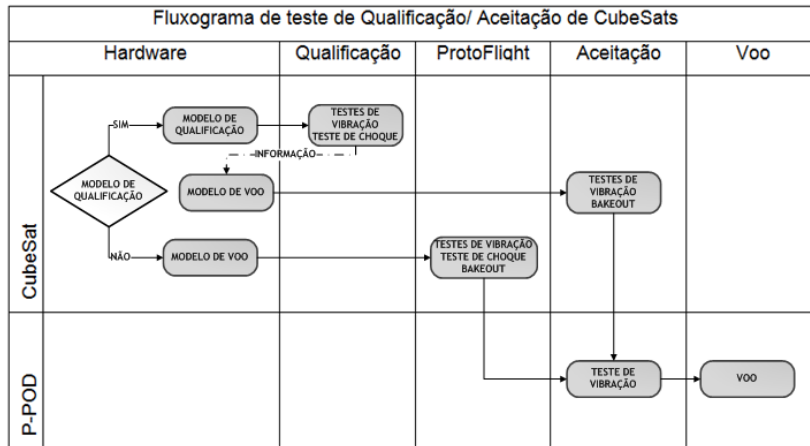 Fluxograma de teste de Qualificação/ Aceitação de CubeSats
Hardware
Qualificação
ProtoFlight
Aceitação
Voo
CubeSat
SIM
MODELO DE
QUALIFICAÇÃO
TESTES DE
VIBRAÇÃO
TESTE DE CHOQUE
INFORMAÇÃO
MODELO DE
QUALIFICAÇÃO
MODELO DE VOO
TESTES DE
VIBRAÇÃO
BAKEOUT
NÃO
MODELO DE VOO
TESTES DE VIBRAÇÃO
TESTE DE CHOQUE
BAKEOUT
P-POD
TESTE DE
VIBRAÇÃO
VOO